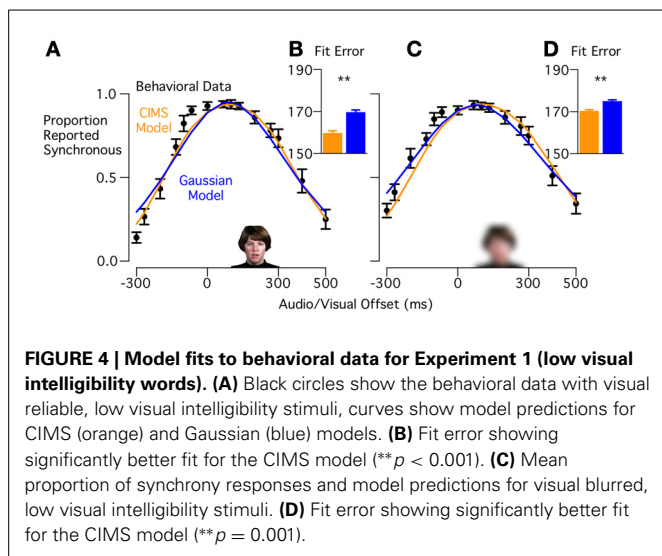 A
B
Fit Error
C
D
Fit Error
190
**
170
150
190
**
170
150
1.0
Behavioral Data
CIMS
Model
Proportion
Reported
Synchronous
0.5
Gaussian
Model
0.0
-300
0
300
500
-300
0
300
500
Audio/Visual Offset (ms)
FIGURE 4 | Model fits to behavioral data for Experiment 1 (low visual
intelligibility words). (A) Black circles show the behavioral data with visual
reliable, low visual intelligibility stimuli, curves show model predictions for
CIMS (orange) and Gaussian (blue) models. (B) Fit error showing
significantly better fit for the CIMS model (**p < 0.001). (C) Mean
proportion of synchrony responses and model predictions for visual blurred,
low visual intelligibility stimuli. (D) Fit error showing significantly better fit
for the CIMS model (**p = 0.001).